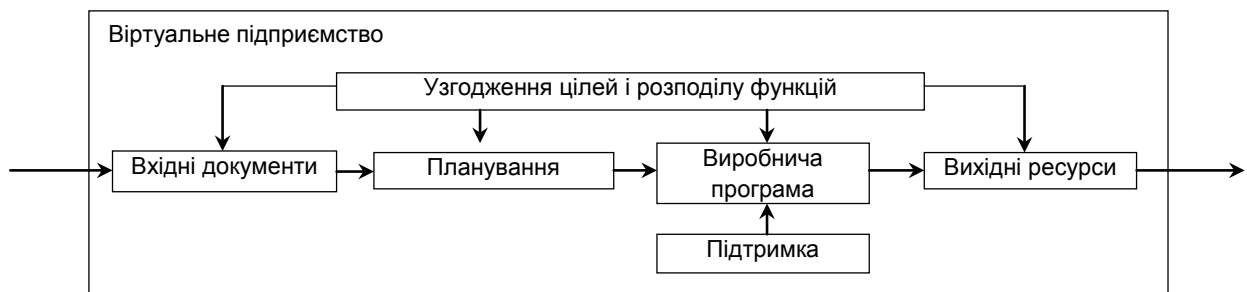 Віртуальне підприємство
Узгодження цілей і розподілу функцій
Вхідні документи
Планування
Виробнича
програма
Вихідні ресурси
Підтримка